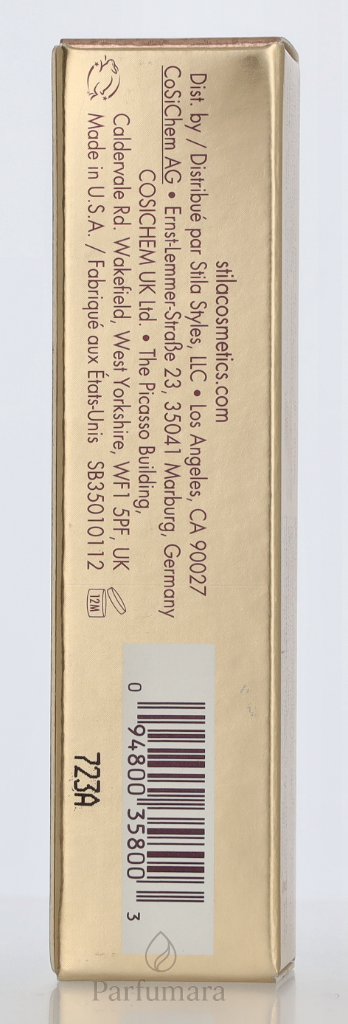 stilacosmetics.com
Dist. by / Distribué par Stila Styles, LLC • Los Angeles, CA 90027
CoSiChem AG • Ernst-Lemmer-Straße 23, 35041 Marburg, Germany
COSICHEM UK Ltd. • The Picasso Building,
Caldervale Rd. Wakefield, West Yorkshire, WF1 5PF, UK
Made in U.S.A. / Fabriqué aux États-Unis SB35010112
12M
0 94800 35800 3
723A
Parfumara